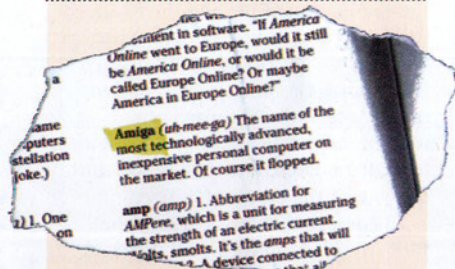 ment in software. "If America
Online went to Europe, would it still
be America Online, or would it be
called Europe Online? Or maybe
America in Europe Online?"
a
ame
puters
stellation
joke.)
Amiga (uh-mee-ga) The name of the
most technologically advanced,
inexpensive personal computer on
the market. Of course it flopped.
2) 1. One
on
amp (amp) 1. Abbreviation for
AMPere, which is a unit for measuring
the strength of an electric current.
Volts, smolts. It's the amps that will
2. A device connected to